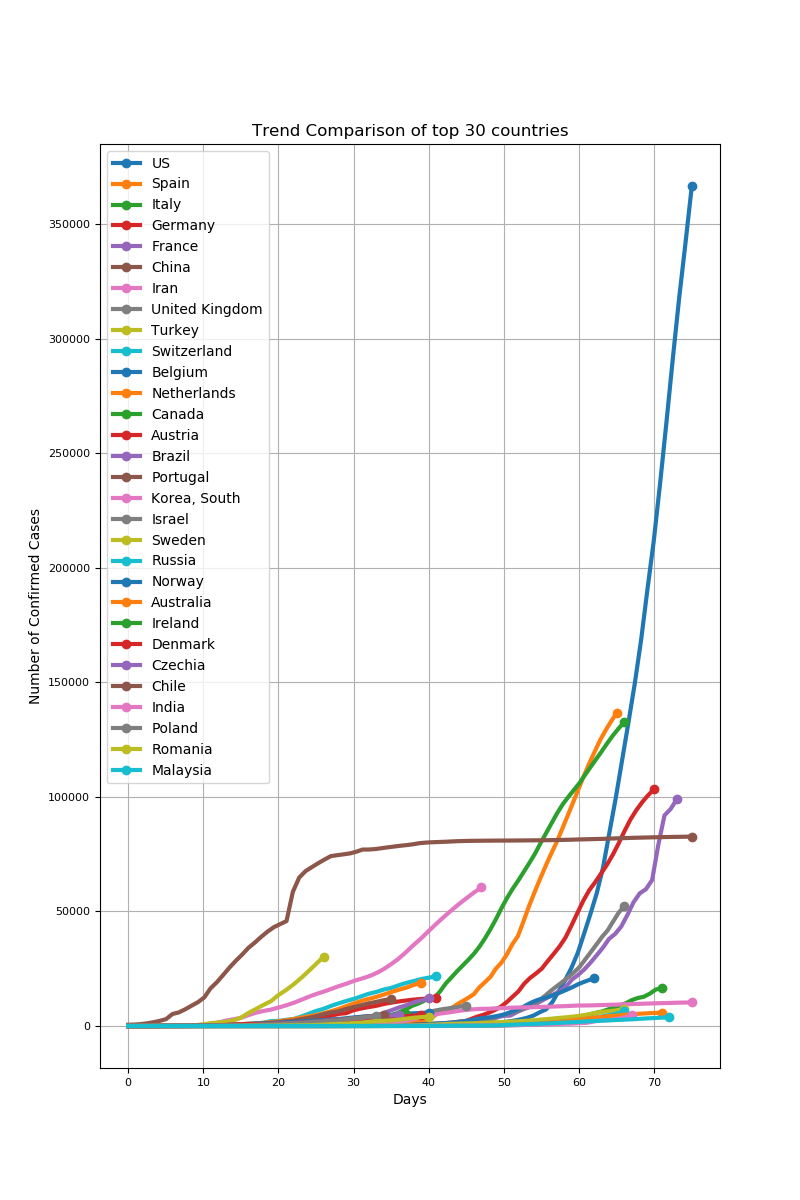 Trend Comparison of top 30 countries
US
Spain
Italy
Germany
France
China
Iran
United Kingdom
Turkey
Switzerland
Belgium
Netherlands
Canada
Austria
Brazil
Portugal
Korea, South
Israel
Sweden
Russia
Norway
Australia
Ireland
Denmark
Czechia
Chile
India
Poland
Romania
Malaysia
350000
300000
250000
200000
150000
100000
50000
0
Number of Confirmed Cases
0 10 20 30 40 50 60 70
Days